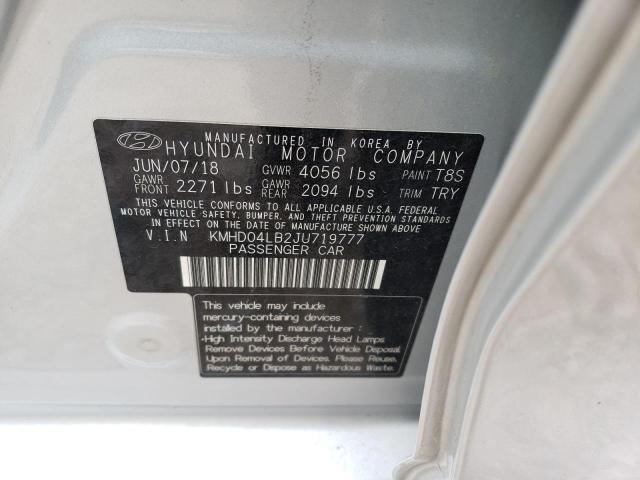 MANUFACTURED IN KOREA BY
HYUNDAI MOTOR COMPANY
JUN/07/18 GVWR 4056 lbs PAINT T8S
GAWR FRONT 2271 lbs GAWR REAR 2094 lbs TRIM TRY
THIS VEHICLE CONFORMS TO ALL APPLICABLE U.S.A. FEDERAL
MOTOR VEHICLE SAFETY, BUMPER, AND THEFT PREVENTION
STANDARDS IN EFFECT ON THE DATE OF MANUFACTURE SHOWN ABOVE.
V.I.N KMHD04LB2JU719777
PASSENGER CAR
This vehicle may include
mercury-containing devices
installed by the manufacturer :
•High Intensity Discharge Head Lamps
Remove Devices Before Vehicle Disposal
Upon Removal of Devices, Please Reuse,
Recycle or Dispose as Hazardous Waste.